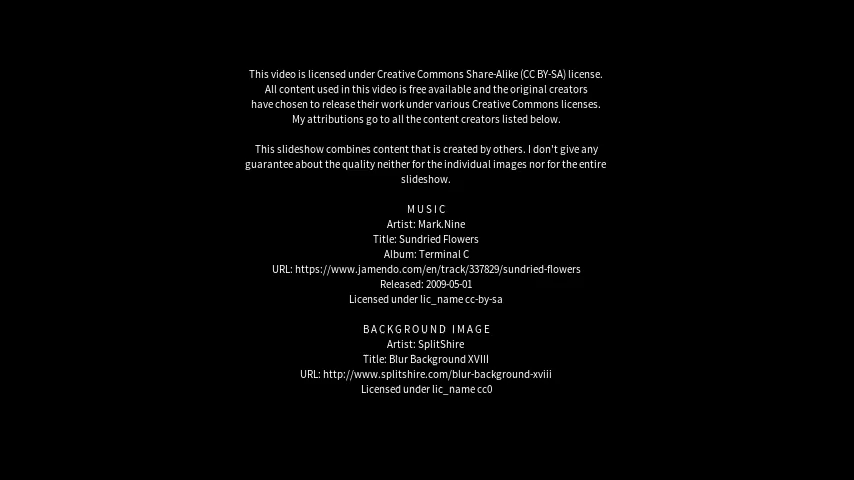 This video is licensed under Creative Commons Share-Alike (CC BY-SA) license.
All content used in this video is free available and the original creators
have chosen to release their work under various Creative Commons licenses.
My attributions go to all the content creators listed below.
This slideshow combines content that is created by others. I don't give any
guarantee about the quality neither for the individual images nor for the entire
slideshow.
MUSIC
Artist: Mark.Nine
Title: Sundried Flowers
Album: Terminal C
URL: https://www.jamendo.com/en/track/337829/sundried-flowers
Released: 2009-05-01
Licensed under lic_name cc-by-sa
BACKGROUND IMAGE
Artist: SplitShire
Title: Blur Background XVIII
URL: http://www.splitshire.com/blur-background-xviii
Licensed under lic_name cc0